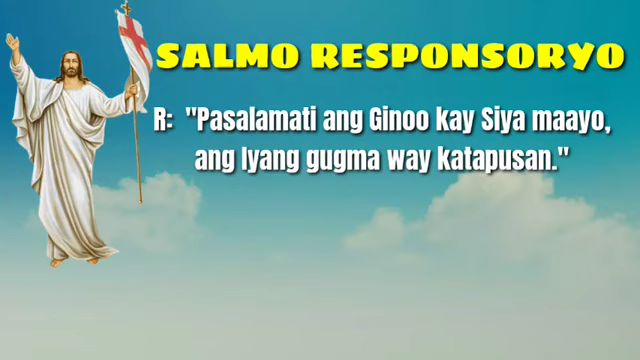 SALMO RESPONSORYO
R: "Pasalamati ang Ginoo kay Siya maayo,
ang Iyang gugma way katapusan."